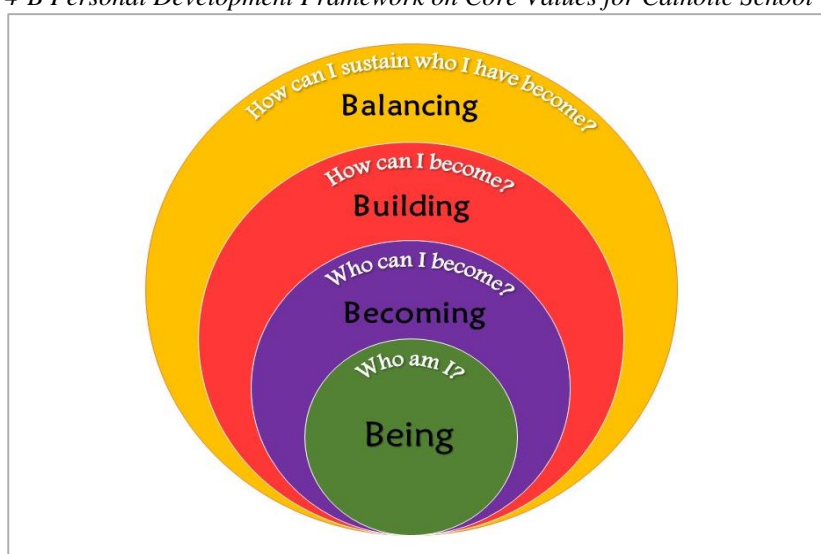 4-B Personal Development Framework on Core Values for Catholic School
How can I sustain who I have become?
Balancing
How can I become?
Building
Who can I become?
Becoming
Who am I?
Being